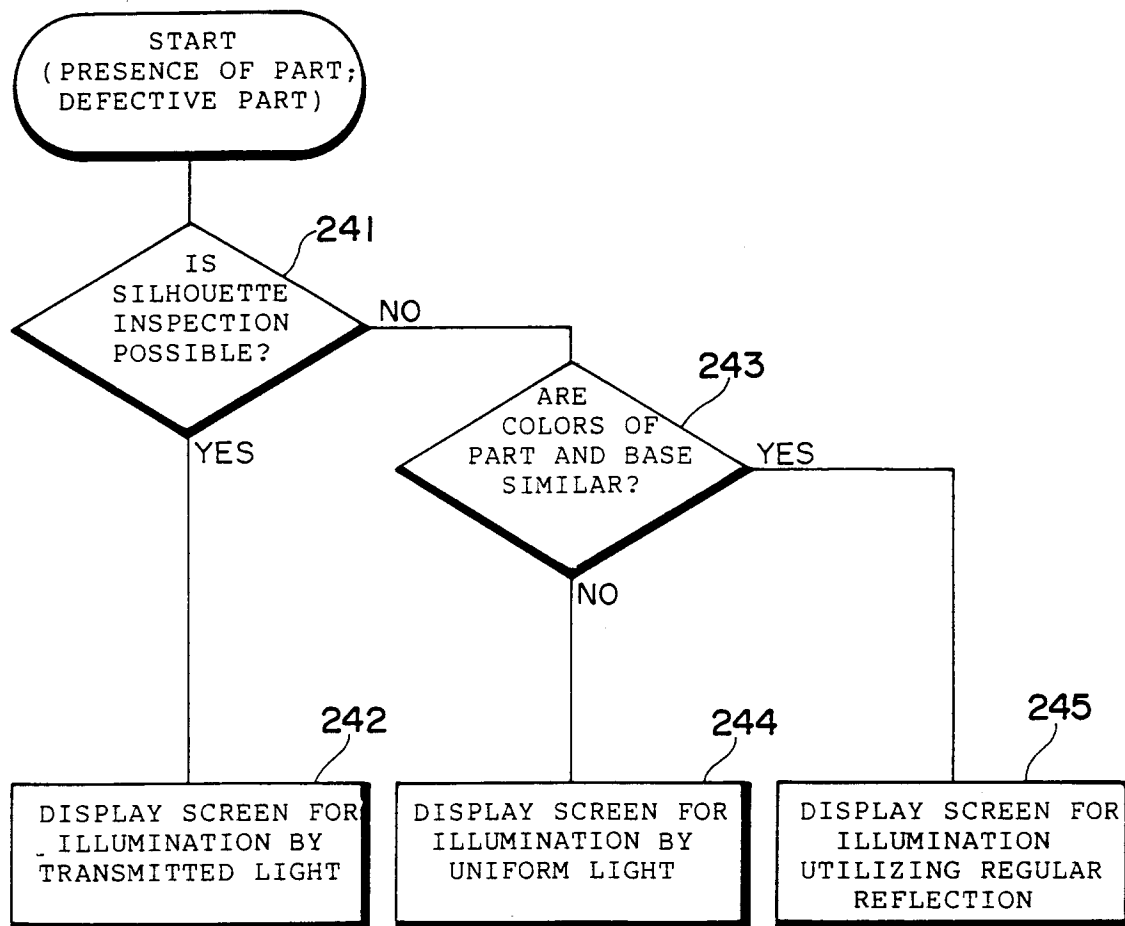 START
(PRESENCE OF PART;
DEFECTIVE PART)
241
IS
SILHOUETTE
INSPECTION
POSSIBLE?
NO
YES
243
ARE
COLORS OF
PART AND BASE
SIMILAR?
YES
NO
242
DISPLAY SCREEN FOR
ILLUMINATION BY
TRANSMITTED LIGHT
244
DISPLAY SCREEN FOR
ILLUMINATION BY
UNIFORM LIGHT
245
DISPLAY SCREEN FOR
ILLUMINATION
UTILIZING REGULAR
REFLECTION